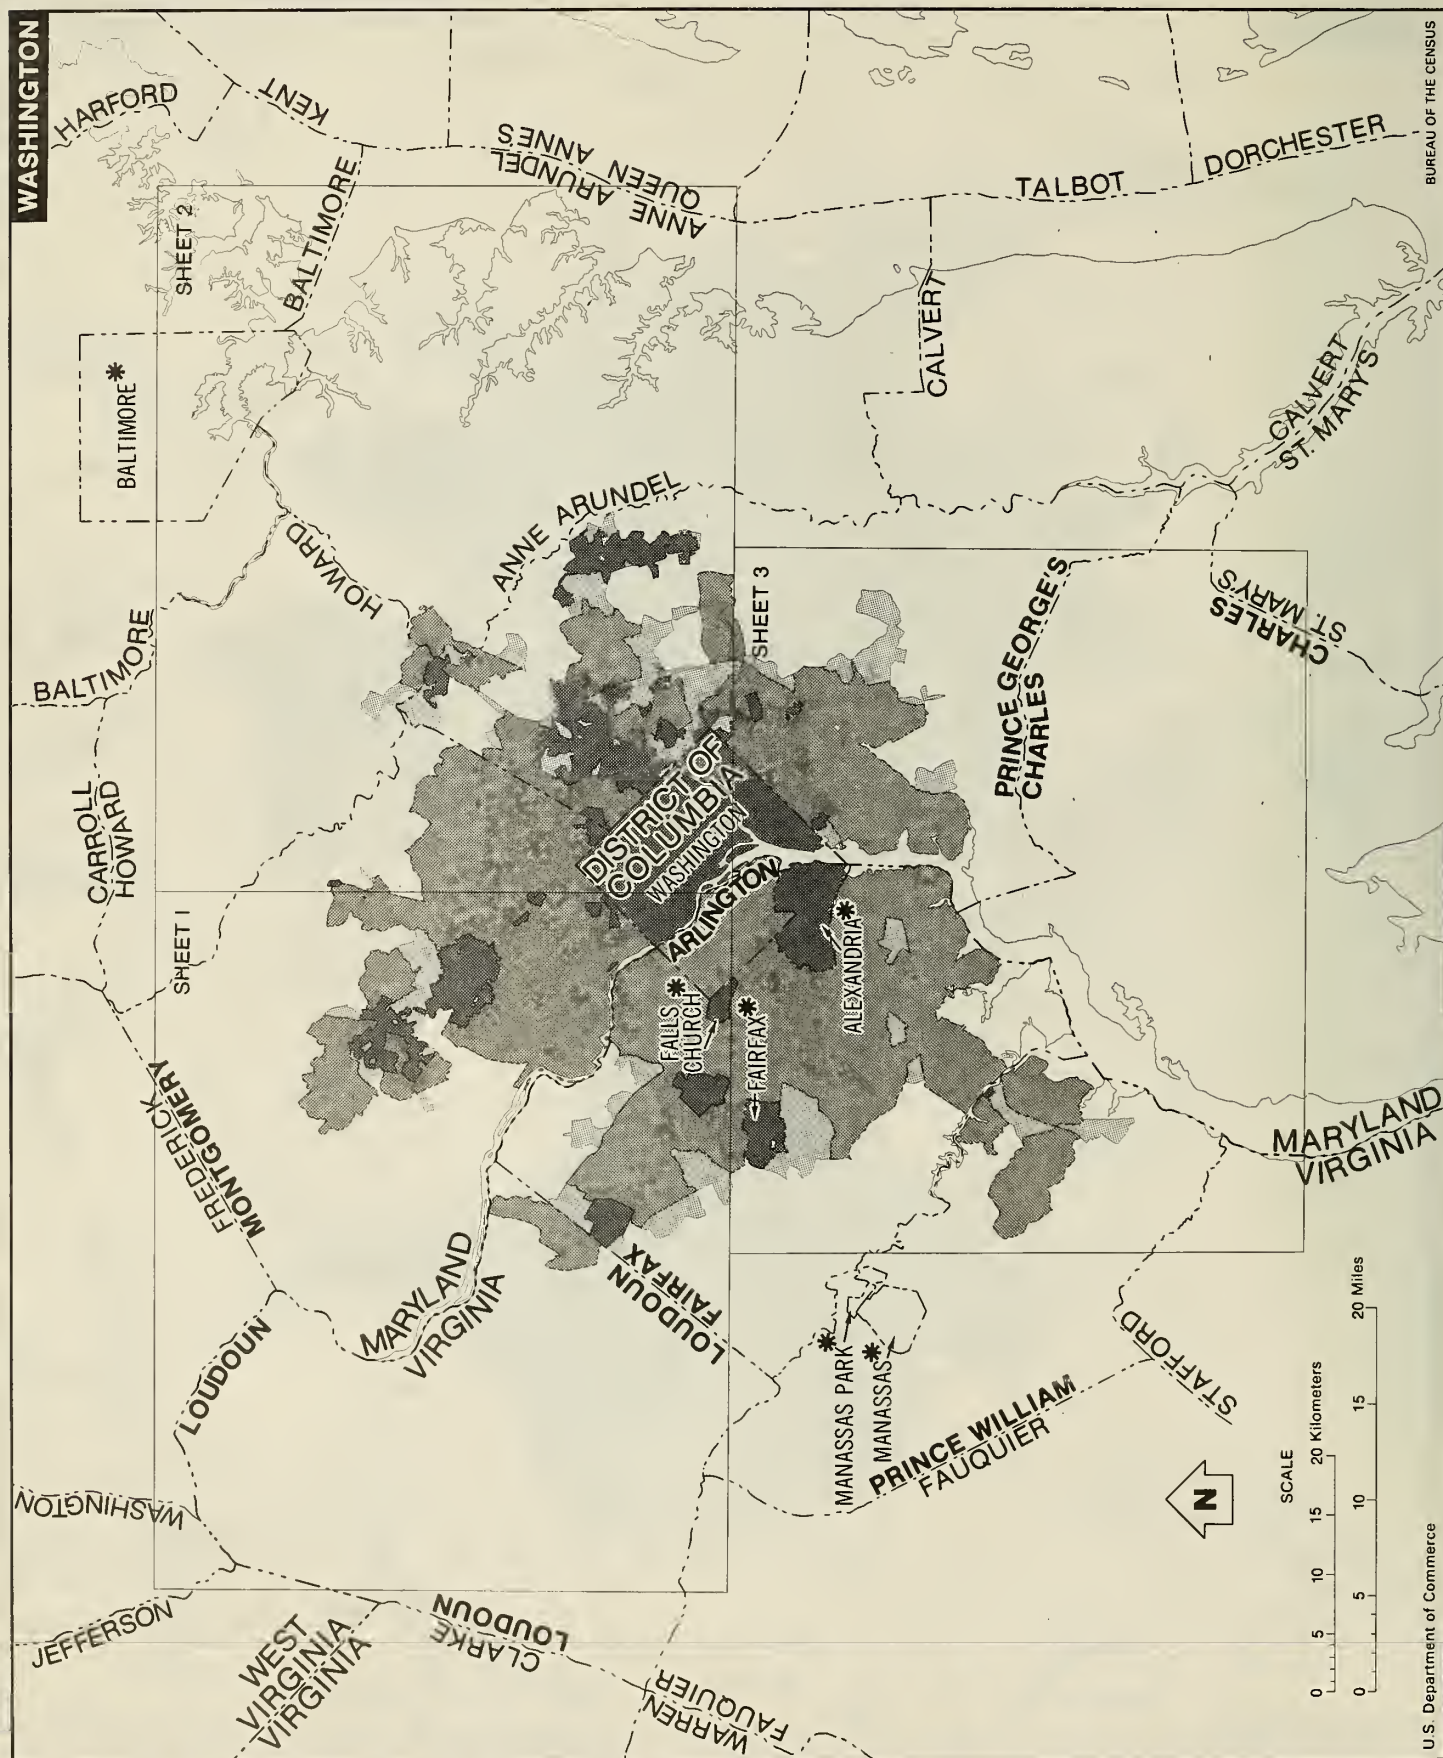 WASHINGTON
HARFORD
KENT
BALTIMORE
SHEET 2
BALTIMORE*
ANNE ARUNDEL
QUEEN ANNES
TALBOT
DORCHESTER
BUREAU OF THE CENSUS
CALVERT
CALVERT
ST. MARY'S
BALTIMORE
HOWARD
ANNE ARUNDEL
SHEET 3
PRINCE GEORGE'S
CHARLES
CHARLES
ST. MARY'S
CARROLL
HOWARD
SHEET 1
DISTRICT OF
COLUMBIA
WASHINGTON
ARLINGTON
FALLS *
CHURCH
FAIRFAX*
ALEXANDRIA*
FREDERICK
MONTGOMERY
MARYLAND
VIRGINIA
LOUDOUN
FAIRFAX
LOUDOUN
MARYLAND
VIRGINIA
MANASSAS PARK *
MANASSAS *
PRINCE WILLIAM
FAUQUIER
STAFFORD
WASHINGTON
JEFFERSON
WEST
VIRGINIA
VIRGINIA
CLARKE
LOUDOUN
WARREN
FAUQUIER
N
SCALE
0 5 10 15 20 Kilometers
0 5 10 15 20 Miles
U.S. Department of Commerce